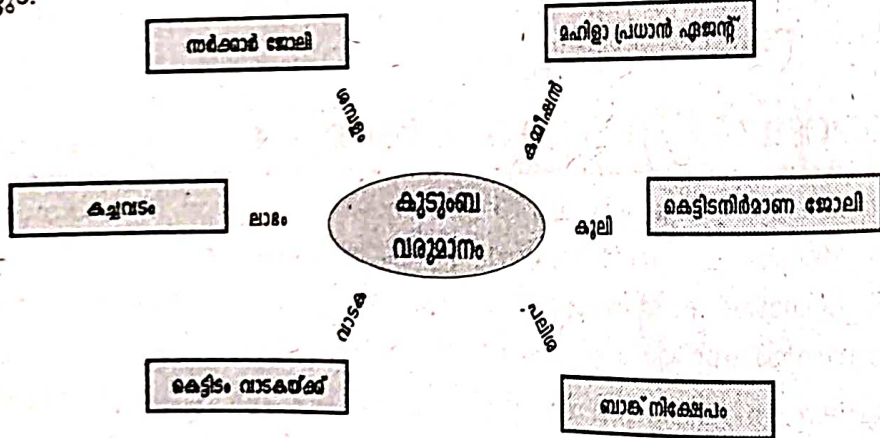 സർക്കാർ ജോലി
മഹിളാ പ്രധാൻ ഏജന്റ്
ശമ്പളം
കമ്മീഷൻ
കച്ചവടം
ലാഭം
കുടുംബ
വരുമാനം
കൂലി
കെട്ടിടനിർമാണ ജോലി
വാടക
പലിശ
കെട്ടിടം വാടകയ്ക്ക്
ബാങ്ക് നിക്ഷേപം